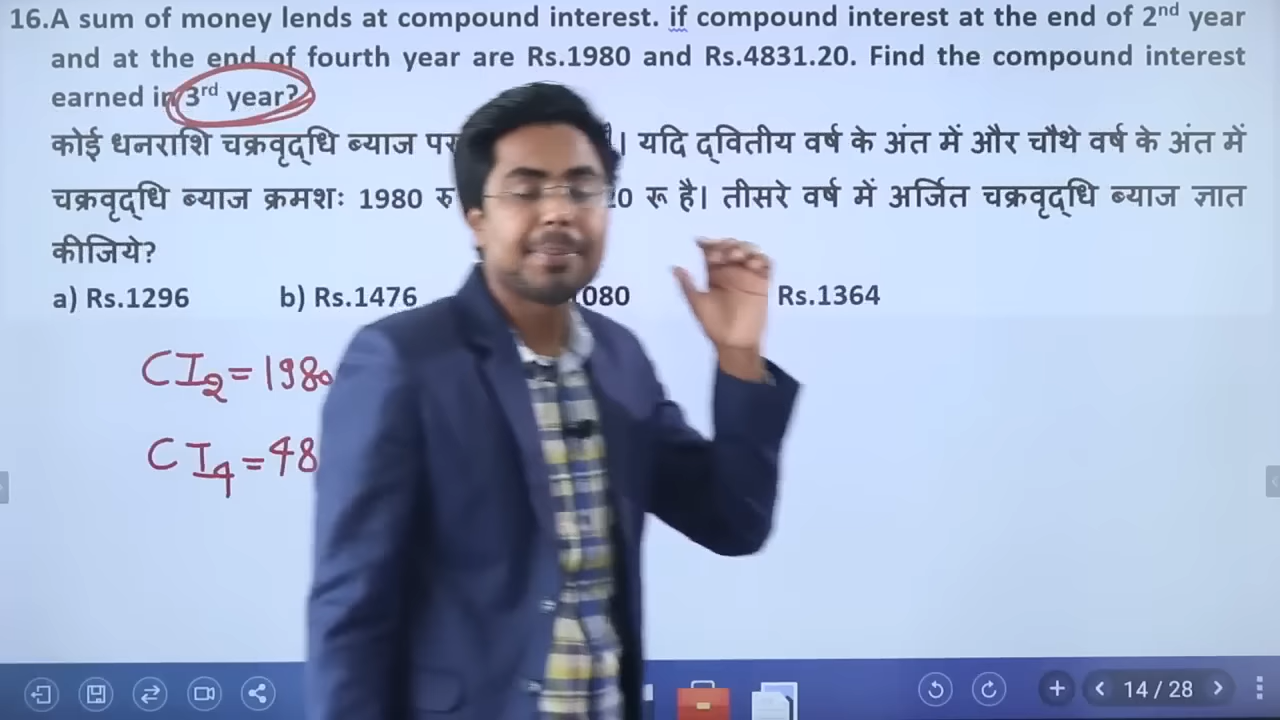 16.A sum of money lends at compound interest. if compound interest at the end of 2nd year
and at the end of fourth year are Rs.1980 and Rs.4831.20. Find the compound interest
earned in 3rd year?
कोई धनराशि चक्रवृद्धि ब्याज पर है। यदि द्वितीय वर्ष के अंत में और चौथे वर्ष के अंत में
चक्रवृद्धि ब्याज क्रमशः 1980 रु 20 रू है। तीसरे वर्ष में अर्जित चक्रवृद्धि ब्याज ज्ञात
कीजिये?
a) Rs.1296 b) Rs.1476 1080 Rs.1364
CI2 = 1980
CI4 = 48
14 / 28